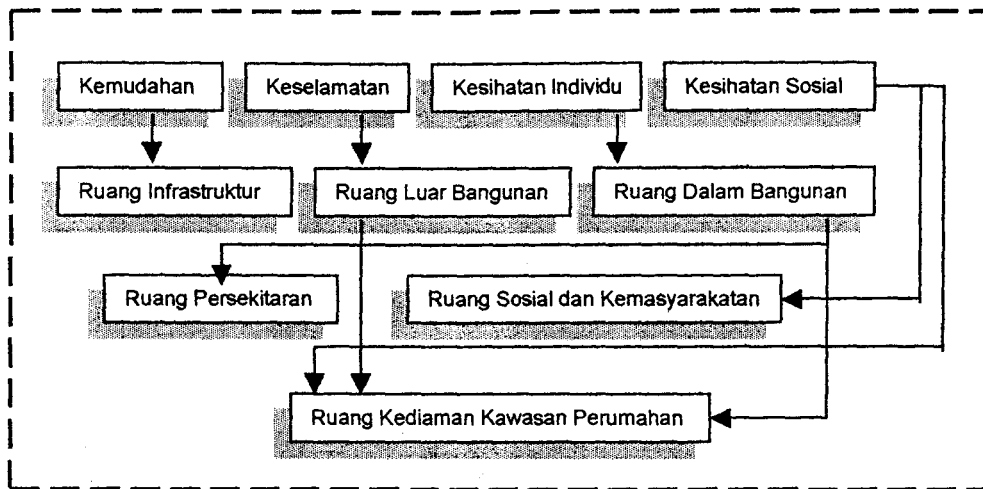 Kemudahan
Keselamatan
Kesihatan Individu
Kesihatan Sosial
Ruang Infrastruktur
Ruang Luar Bangunan
Ruang Dalam Bangunan
Ruang Persekitaran
Ruang Sosial dan Kemasyarakatan
Ruang Kediaman Kawasan Perumahan